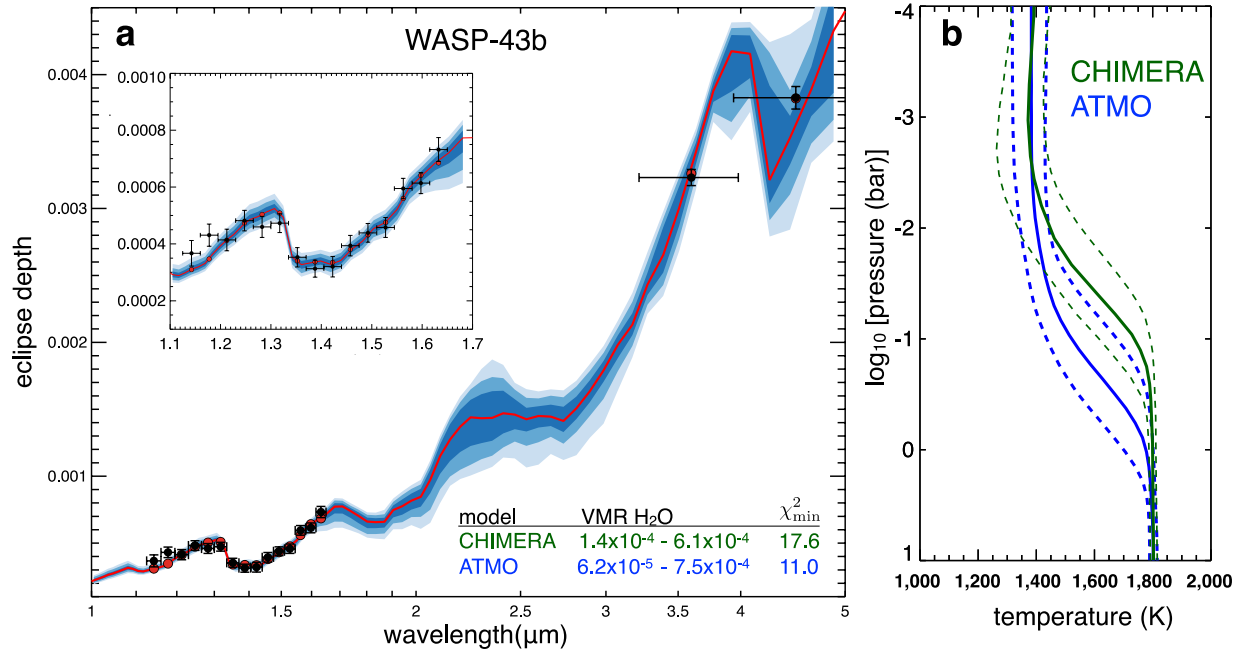 a
WASP-43b
eclipse depth
0.004
0.003
0.002
0.001
0.0010
0.0008
0.0006
0.0004
0.0002
1.1 1.2 1.3 1.4 1.5 1.6 1.7
model VMR H₂O χ²min
CHIMERA 1.4x10⁻⁴ - 6.1x10⁻⁴ 17.6
ATMO 6.2x10⁻⁵ - 7.5x10⁻⁴ 11.0
1 1.5 2 2.5 3 3.5 4 5
wavelength(μm)
b
CHIMERA
ATMO
log₁₀ [pressure (bar)]
-4
-3
-2
-1
0
1
1,000 1,200 1,400 1,600 1,800 2,000
temperature (K)